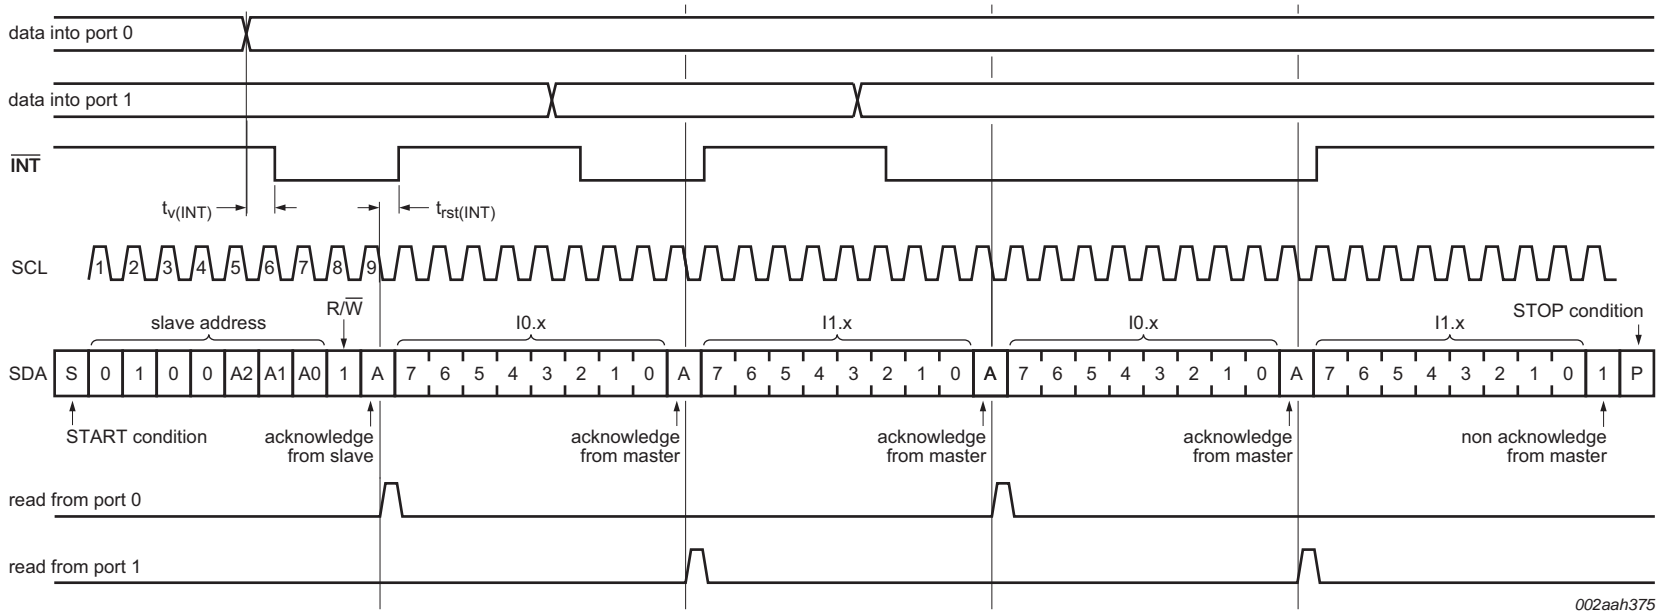 data into port 0
data into port 1
INT
tv(INT)
trst(INT)
SCL
1 2 3 4 5 6 7 8 9
R/W
STOP condition
slave address
I0.x
I1.x
I0.x
I1.x
SDA S 0 1 0 0 A2 A1 A0 1 A 7 6 5 4 3 2 1 0 A 7 6 5 4 3 2 1 0 A 7 6 5 4 3 2 1 0 A 7 6 5 4 3 2 1 0 1 P
START condition
acknowledge
from slave
acknowledge
from master
acknowledge
from master
acknowledge
from master
non acknowledge
from master
read from port 0
read from port 1
002aah375